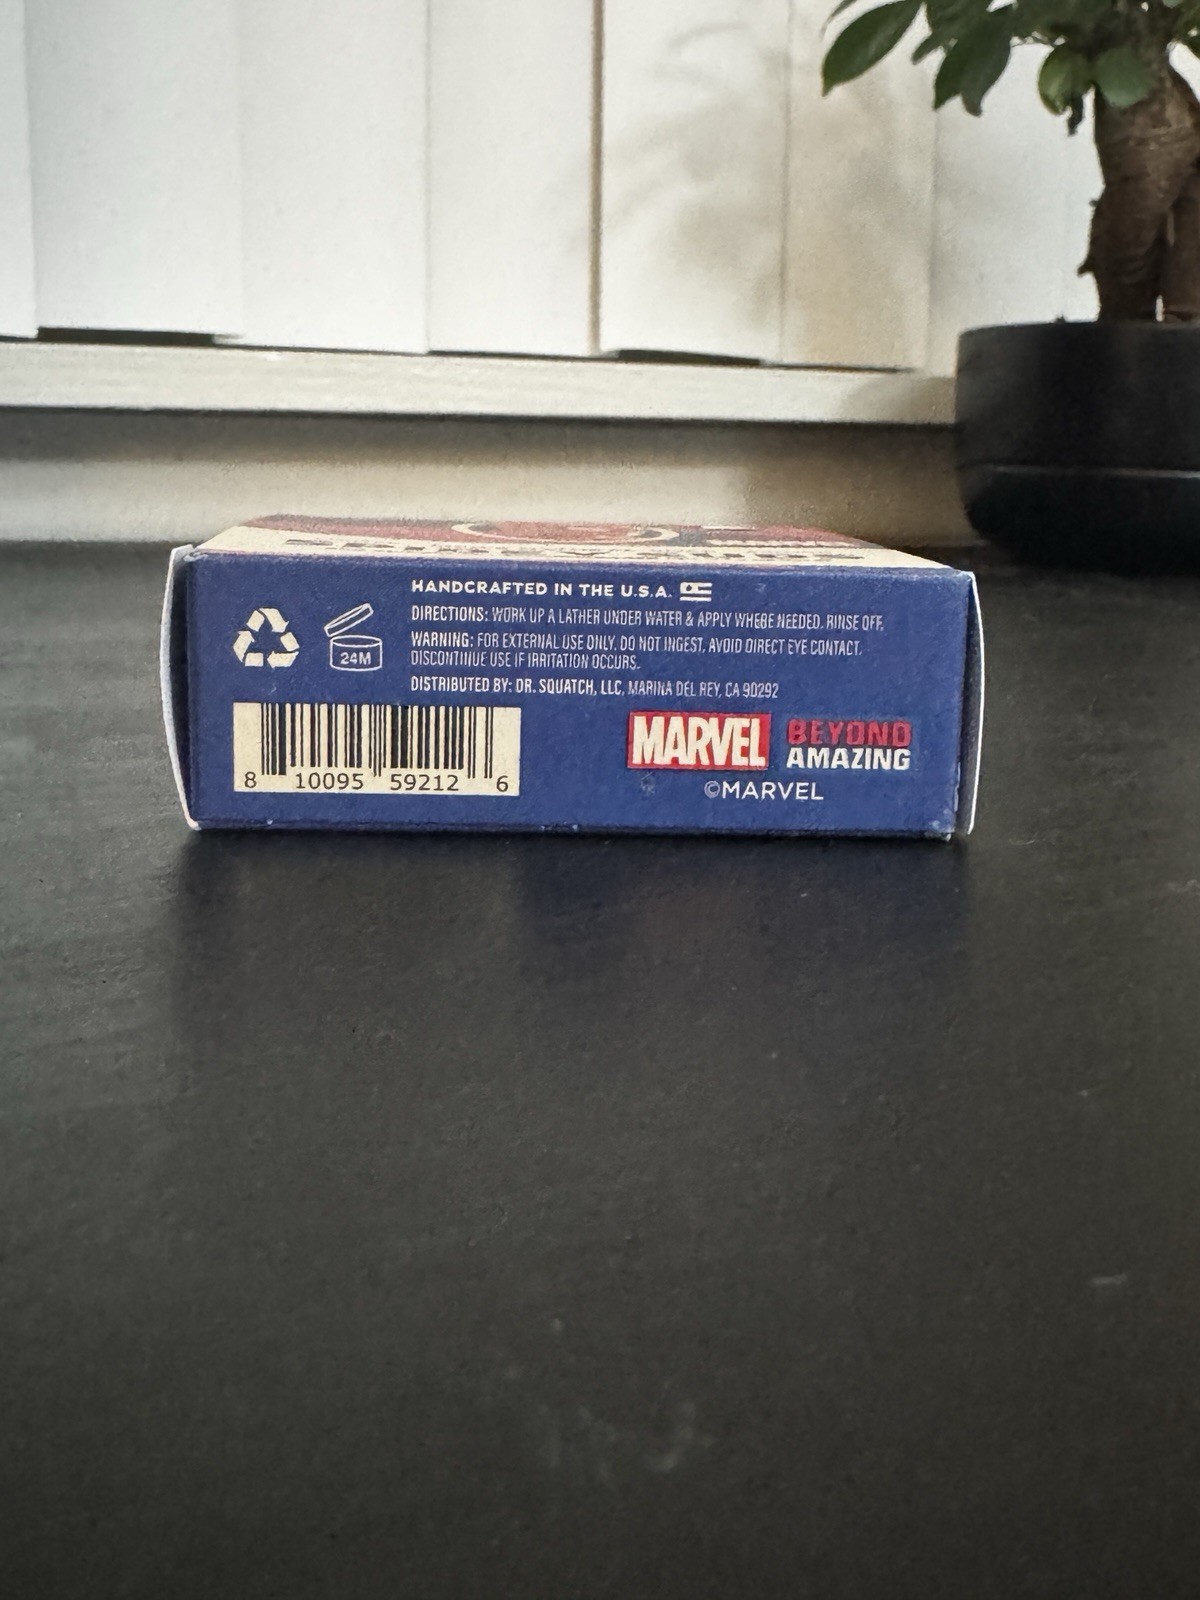 HANDCRAFTED IN THE U.S.A.
DIRECTIONS: WORK UP A LATHER UNDER WATER & APPLY WHERE NEEDED. RINSE OFF.
WARNING: FOR EXTERNAL USE ONLY. DO NOT INGEST, AVOID DIRECT EYE CONTACT.
DISCONTINUE USE IF IRRITATION OCCURS.
DISTRIBUTED BY: DR. SQUATCH, LLC, MARINA DEL REY, CA 90292
24M
8 10095 59212 6
MARVEL
BEYOND
AMAZING
©MARVEL